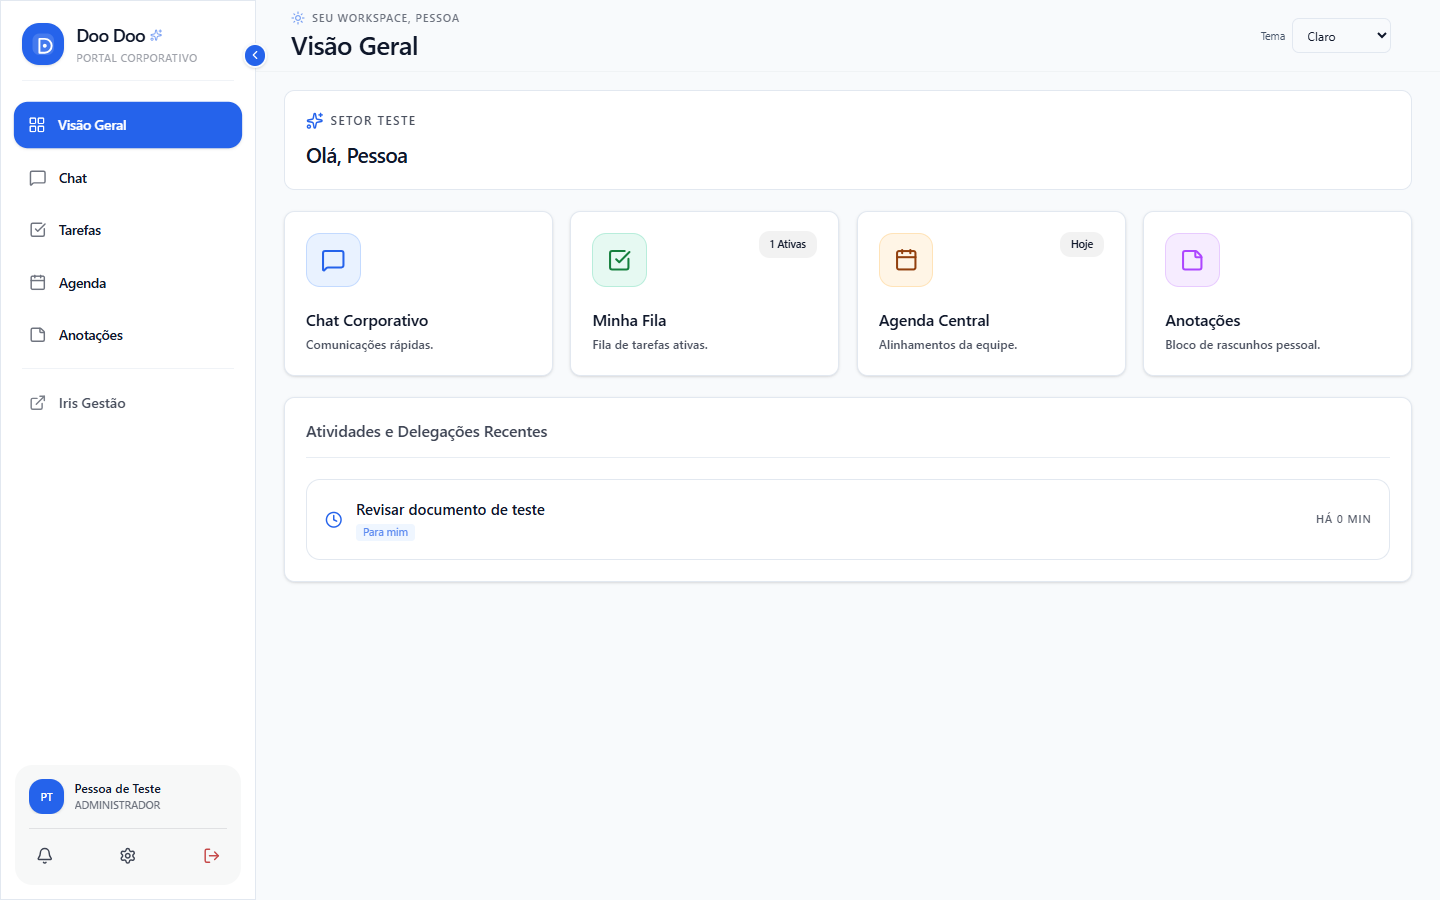 Doo Doo
PORTAL CORPORATIVO
Visão Geral
Chat
Tarefas
Agenda
Anotações
Iris Gestão
PT
Pessoa de Teste
ADMINISTRADOR
SEU WORKSPACE, PESSOA
Visão Geral
Tema
Claro
SETOR TESTE
Olá, Pessoa
Chat Corporativo
Comunicações rápidas.
1 Ativas
Minha Fila
Fila de tarefas ativas.
Hoje
Agenda Central
Alinhamentos da equipe.
Anotações
Bloco de rascunhos pessoal.
Atividades e Delegações Recentes
Revisar documento de teste
Para mim
HÁ 0 MIN